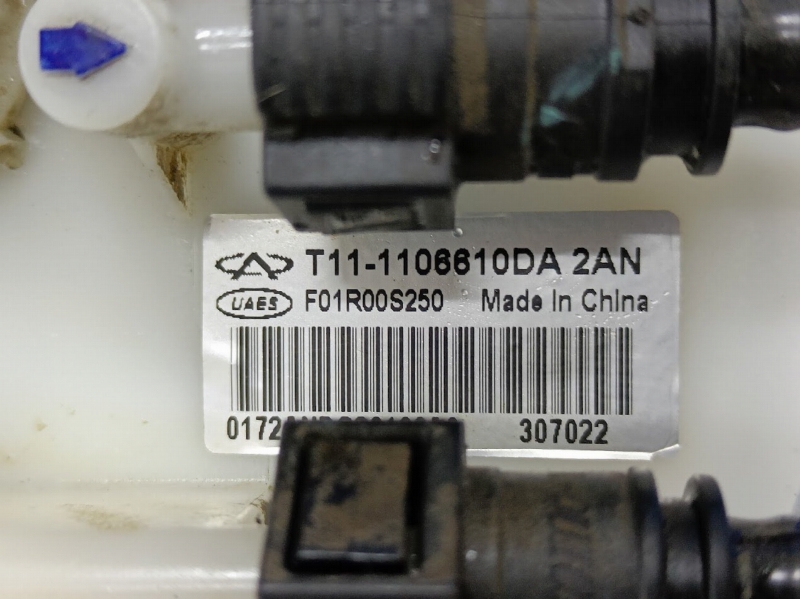 T11-1106610DA 2AN
UAES F01R00S250 Made In China
307022